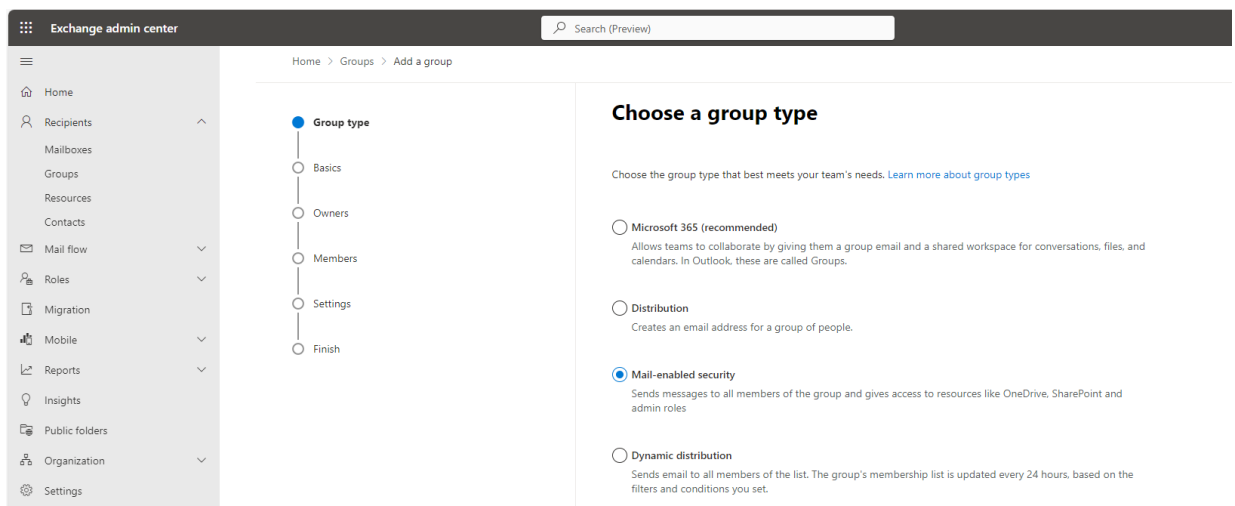 Exchange admin center
Search (Preview)
Home > Groups > Add a group
Home
Recipients
Mailboxes
Groups
Resources
Contacts
Mail flow
Roles
Migration
Mobile
Reports
Insights
Public folders
Organization
Settings
Group type
Basics
Owners
Members
Settings
Finish
Choose a group type
Choose the group type that best meets your team's needs. Learn more about group types
Microsoft 365 (recommended)
Allows teams to collaborate by giving them a group email and a shared workspace for conversations, files, and
calendars. In Outlook, these are called Groups.
Distribution
Creates an email address for a group of people.
Mail-enabled security
Sends messages to all members of the group and gives access to resources like OneDrive, SharePoint and
admin roles
Dynamic distribution
Sends email to all members of the list. The group's membership list is updated every 24 hours, based on the
filters and conditions you set.